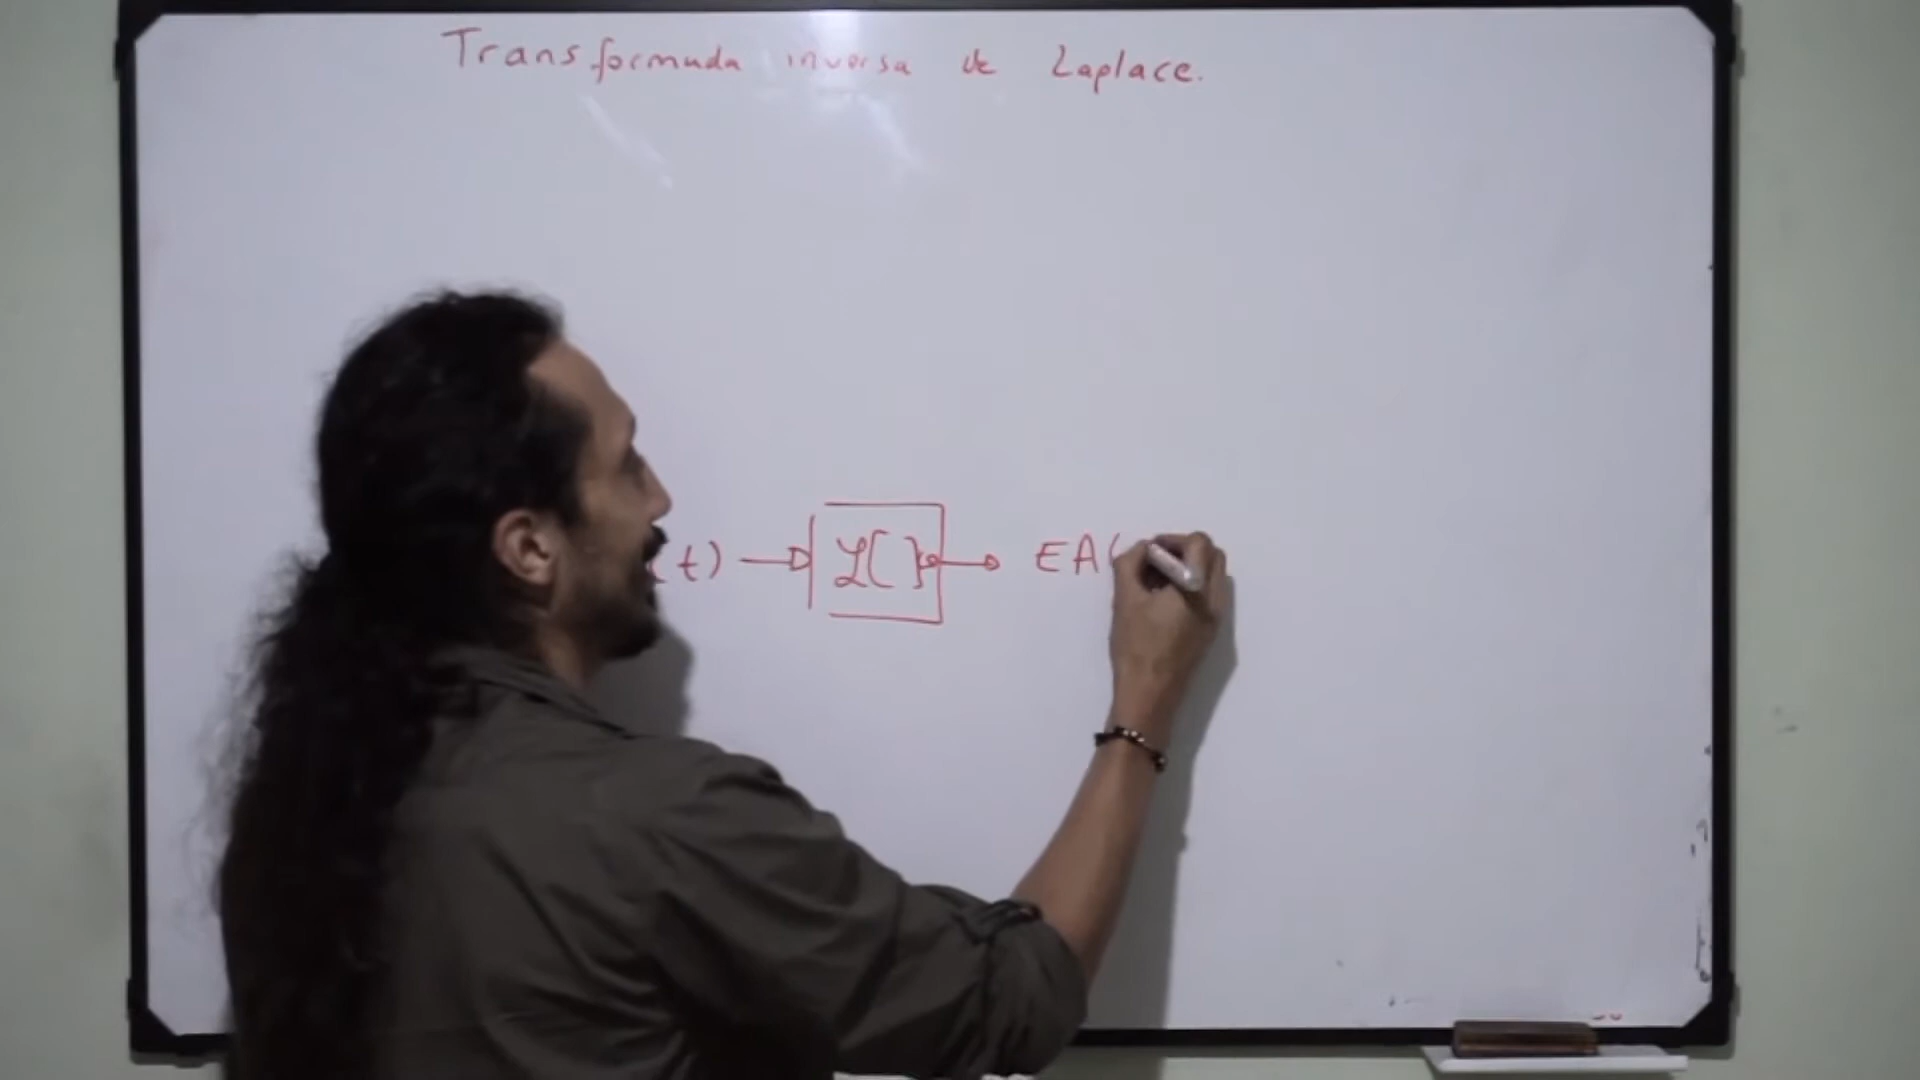 Transformada inversa de Laplace.
(t) → ℒ{ } → EA(